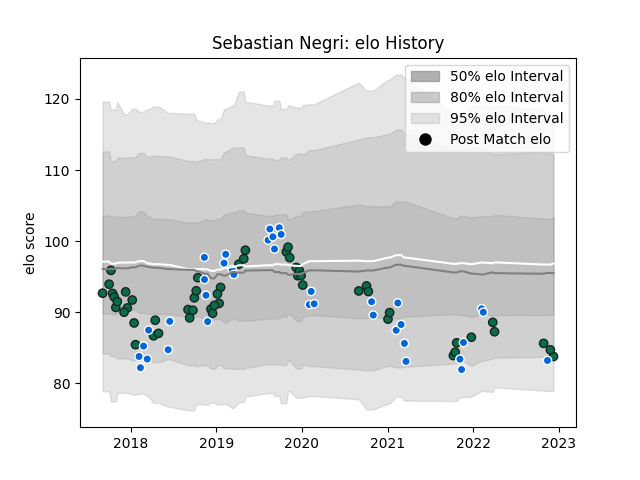 Sebastian Negri: elo History
50% elo Interval
80% elo Interval
95% elo Interval
Post Match elo
elo score
120
110
100
90
80
2018 2019 2020 2021 2022 2023